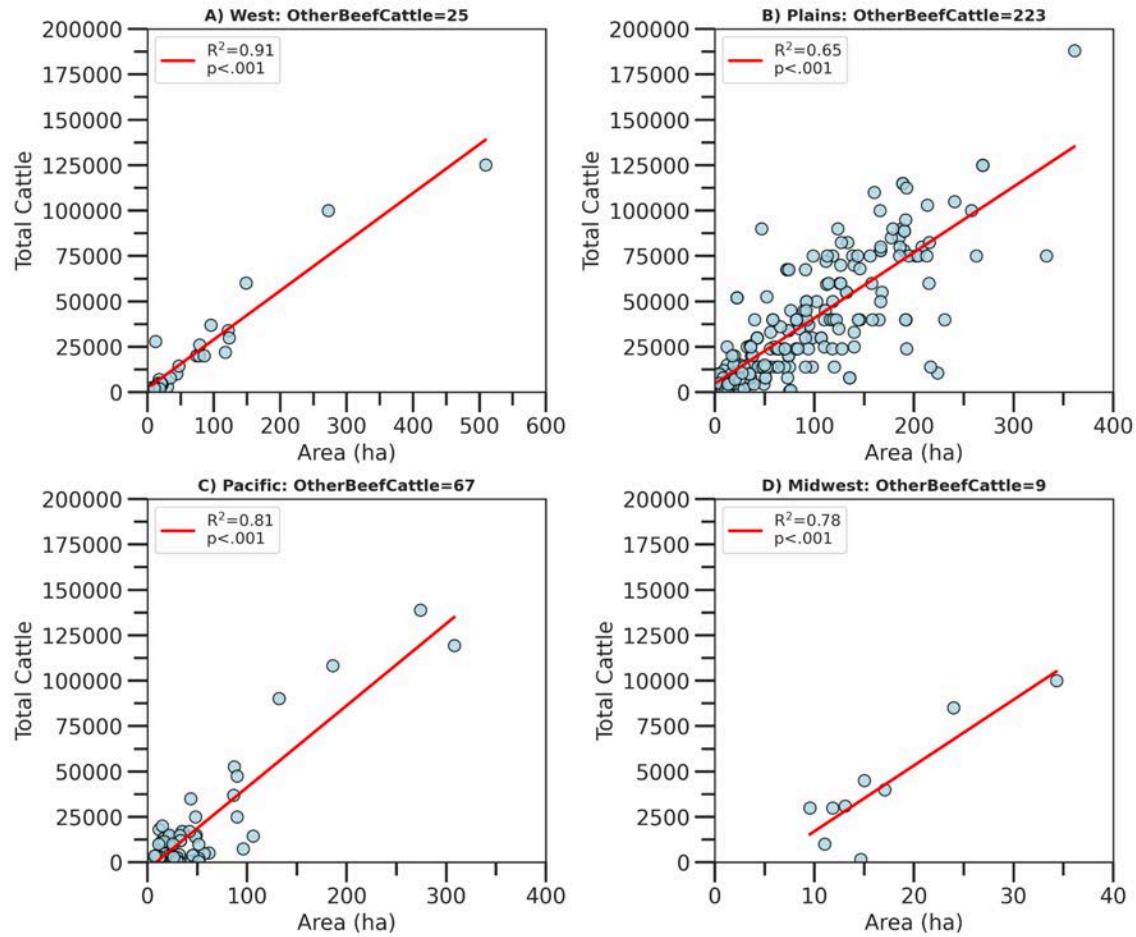 A) West: OtherBeefCattle=25
R²=0.91
p<.001
200000
175000
150000
125000
100000
75000
50000
25000
0
Total Cattle
0 100 200 300 400 500 600
Area (ha)
B) Plains: OtherBeefCattle=223
R²=0.65
p<.001
200000
175000
150000
125000
100000
75000
50000
25000
0
Total Cattle
0 100 200 300 400
Area (ha)
C) Pacific: OtherBeefCattle=67
R²=0.81
p<.001
200000
175000
150000
125000
100000
75000
50000
25000
0
Total Cattle
0 100 200 300 400
Area (ha)
D) Midwest: OtherBeefCattle=9
R²=0.78
p<.001
20000
17500
15000
12500
10000
7500
5000
2500
0
Total Cattle
0 10 20 30 40
Area (ha)